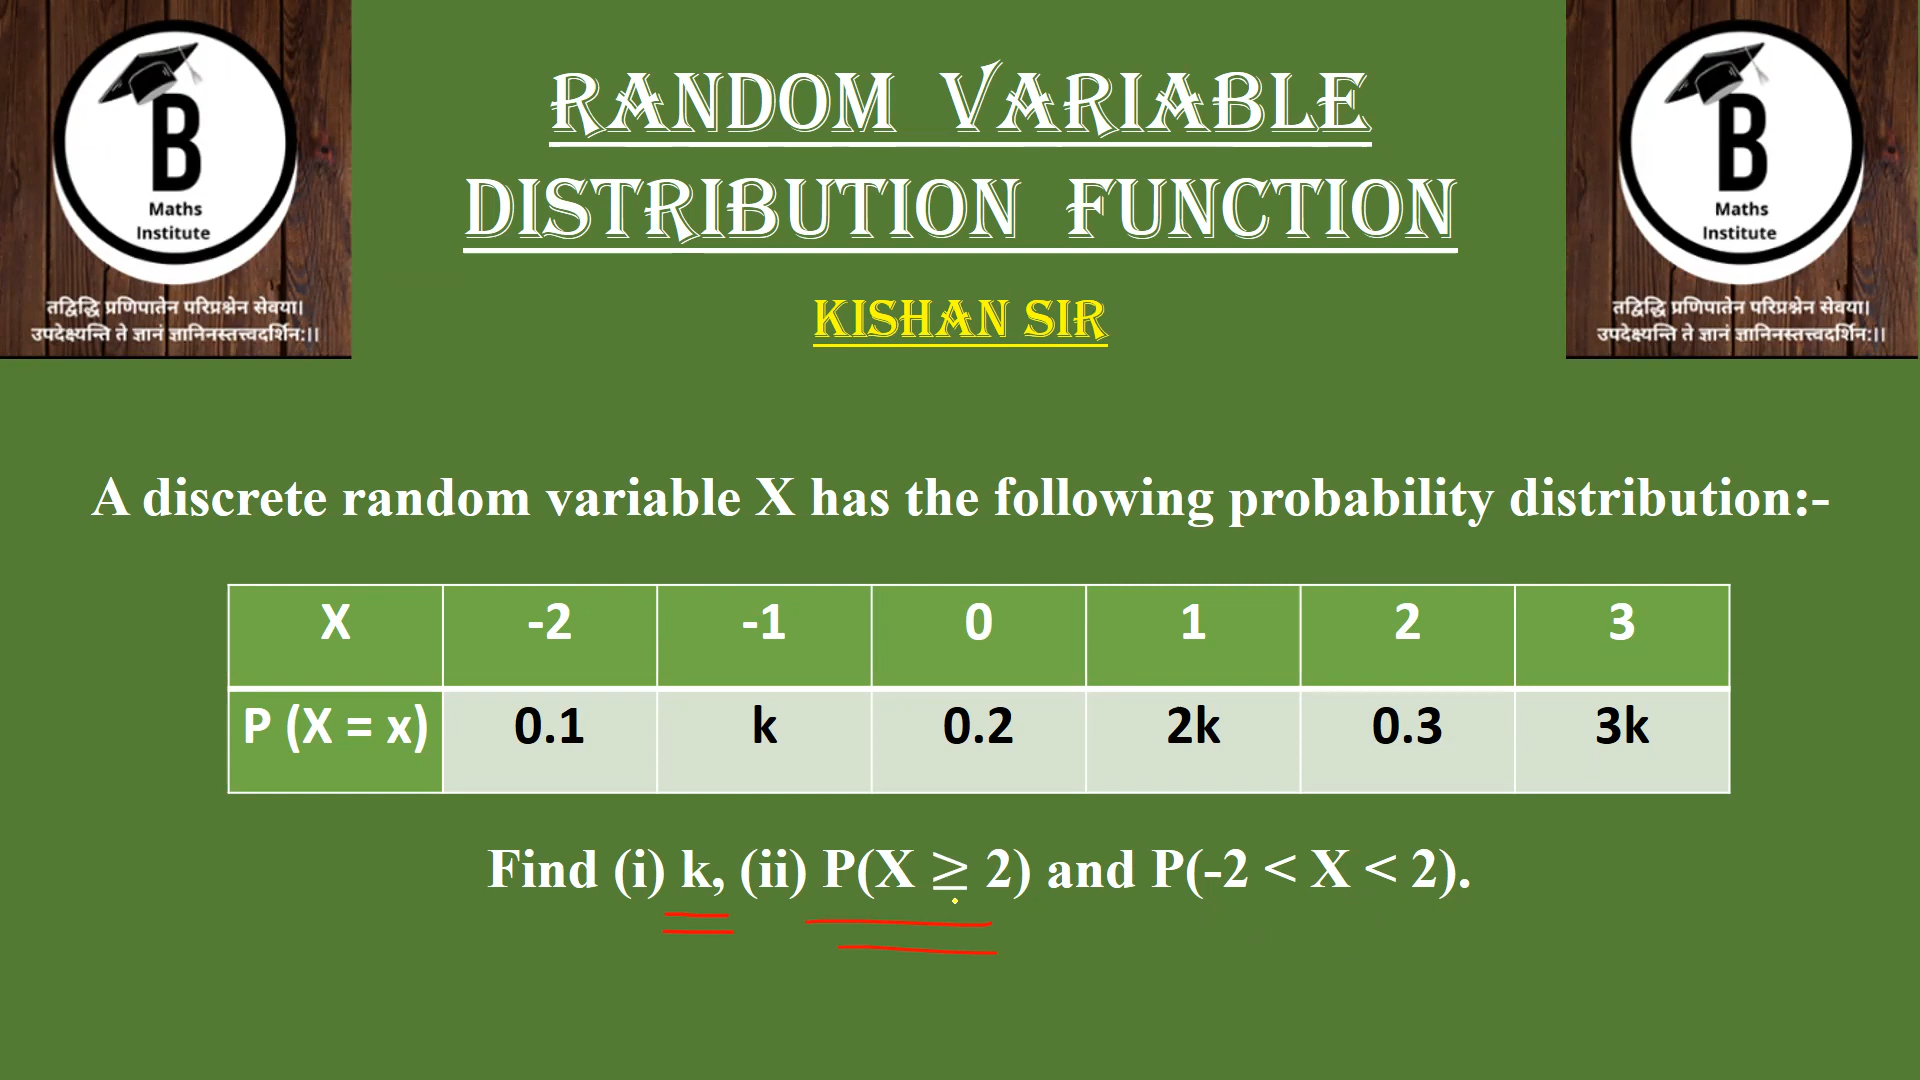 B
Maths
Institute
तद्विद्धि प्रणिपातेन परिप्रश्नेन सेवया।
उपदेक्ष्यन्ति ते ज्ञानं ज्ञानिनस्तत्त्वदर्शिन:।।
RANDOM VARIABLE
DISTRIBUTION FUNCTION
KISHAN SIR
B
Maths
Institute
तद्विद्धि प्रणिपातेन परिप्रश्नेन सेवया।
उपदेक्ष्यन्ति ते ज्ञानं ज्ञानिनस्तत्त्वदर्शिन:।।
A discrete random variable X has the following probability distribution:-
X -2 -1 0 1 2 3
P (X = x) 0.1 k 0.2 2k 0.3 3k
Find (i) k, (ii) P(X ≥ 2) and P(-2 < X < 2).